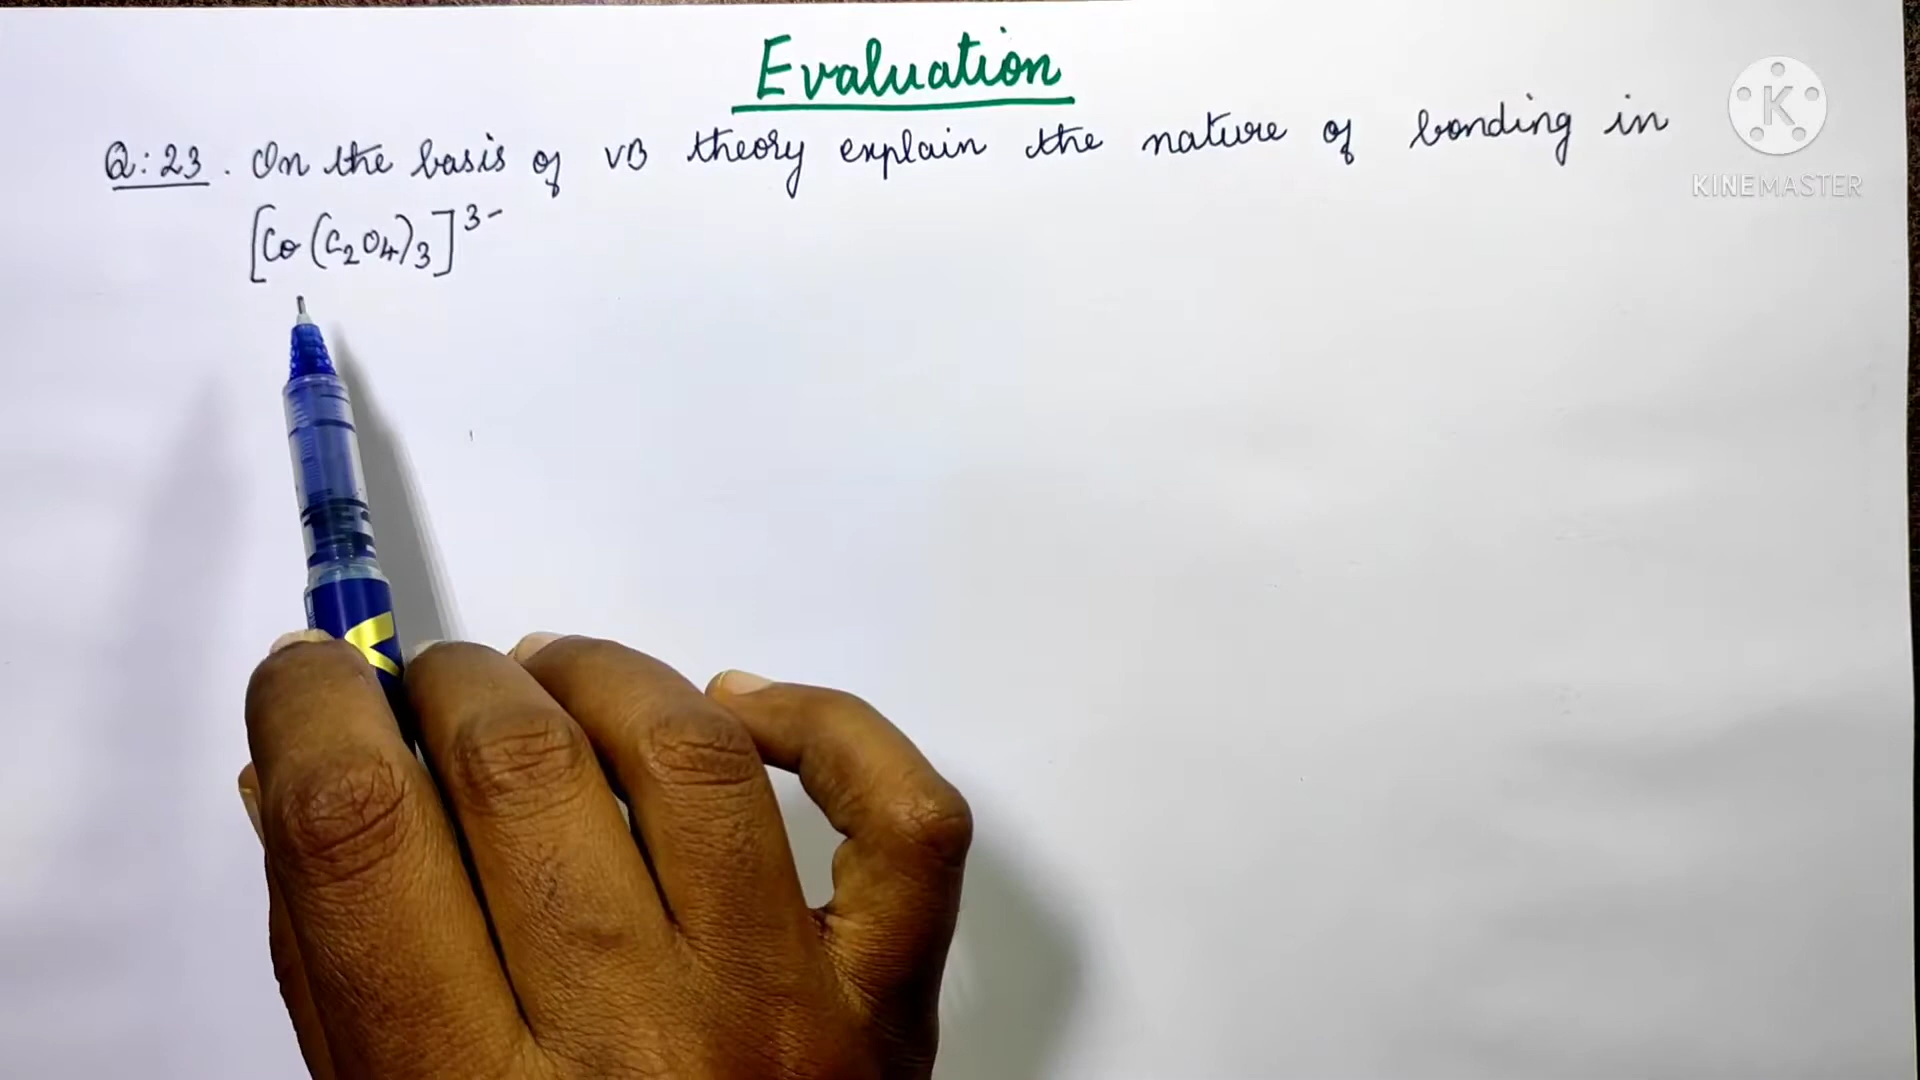 Evaluation
Q:23. On the basis of VB theory explain the nature of bonding in
[Co(C₂O₄)₃]³⁻
K
KINEMASTER